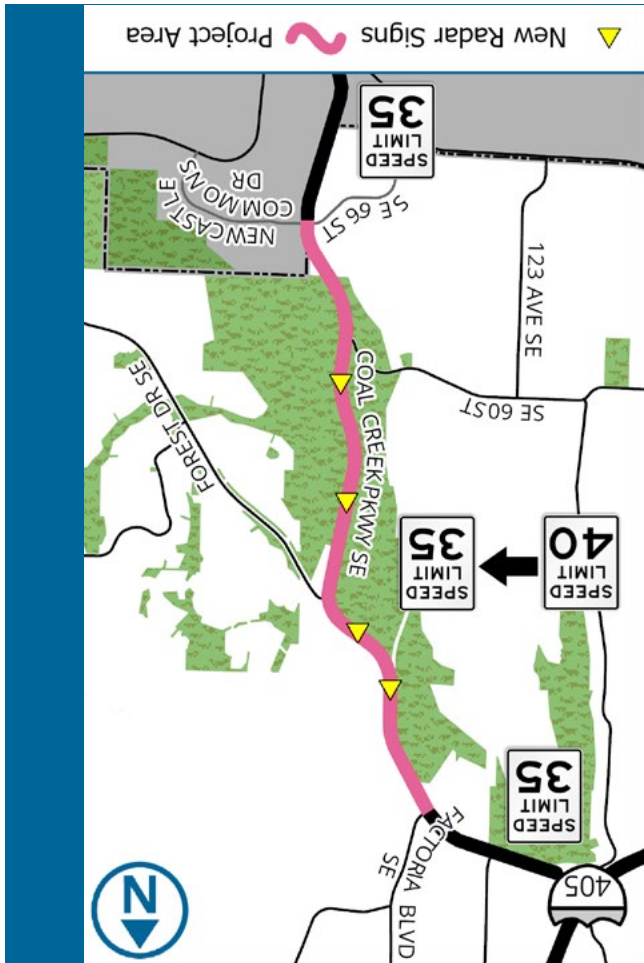 N
405
FACTORIA BLVD
SE
SPEED
LIMIT
35
SPEED
LIMIT
40
SPEED
LIMIT
35
COAL CREEK PKWY SE
FOREST DR SE
SE 60 ST
123 AVE SE
SE 66 ST
NEWCASTLE
COMMONS
DR
SPEED
LIMIT
35
New Radar Signs
Project Area